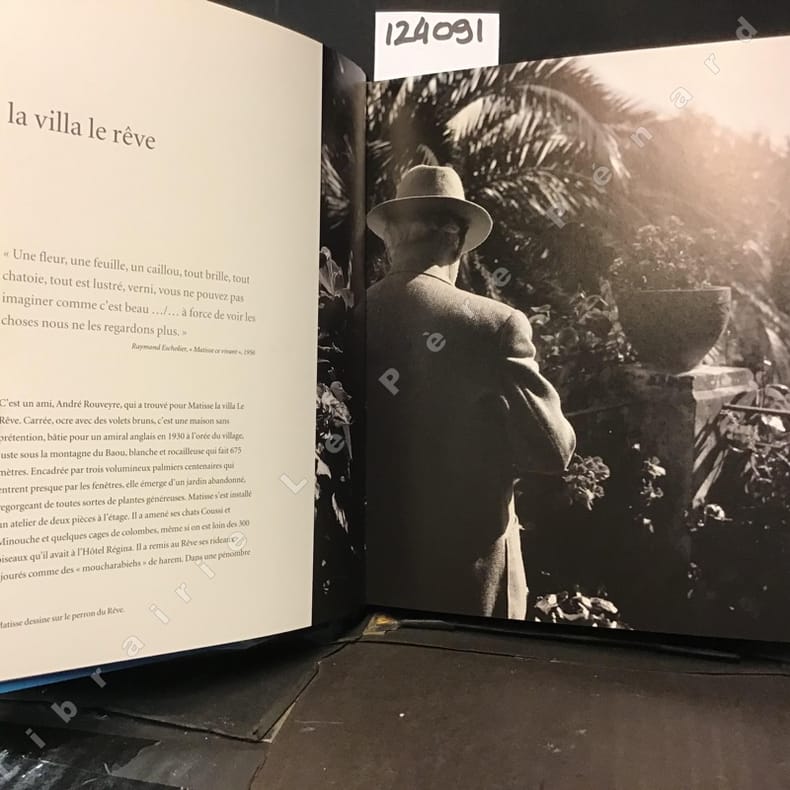 124091
la villa le rêve
« Une fleur, une feuille, un caillou, tout brille, tout
chatoie, tout est lustré, verni, vous ne pouvez pas
imaginer comme c'est beau .../... à force de voir les
choses nous ne les regardons plus. »
Raymond Escholier, « Matisse ce vivant », 1956
C'est un ami, André Rouveyre, qui a trouvé pour Matisse la villa Le
Rêve. Carrée, ocre avec des volets bruns, c'est une maison sans
prétention, bâtie pour un amiral anglais en 1930 à l'orée du village,
juste sous la montagne du Baou, blanche et rocailleuse qui fait 675
mètres. Encadrée par trois volumineux palmiers centenaires qui
entrent presque par les fenêtres, elle émerge d'un jardin abandonné,
regorgeant de toutes sortes de plantes généreuses. Matisse s'est installé
un atelier de deux pièces à l'étage. Il a amené ses chats Coussi et
Minouche et quelques cages de colombes, même si on est loin des 300
oiseaux qu'il avait à l'Hôtel Régina. Il a remis au Rêve ses rideaux
ajourés comme des « moucharabiehs » de harem. Dans une pénombre
Matisse dessine sur le perron du Rêve.
Librairie Le Père Pénard